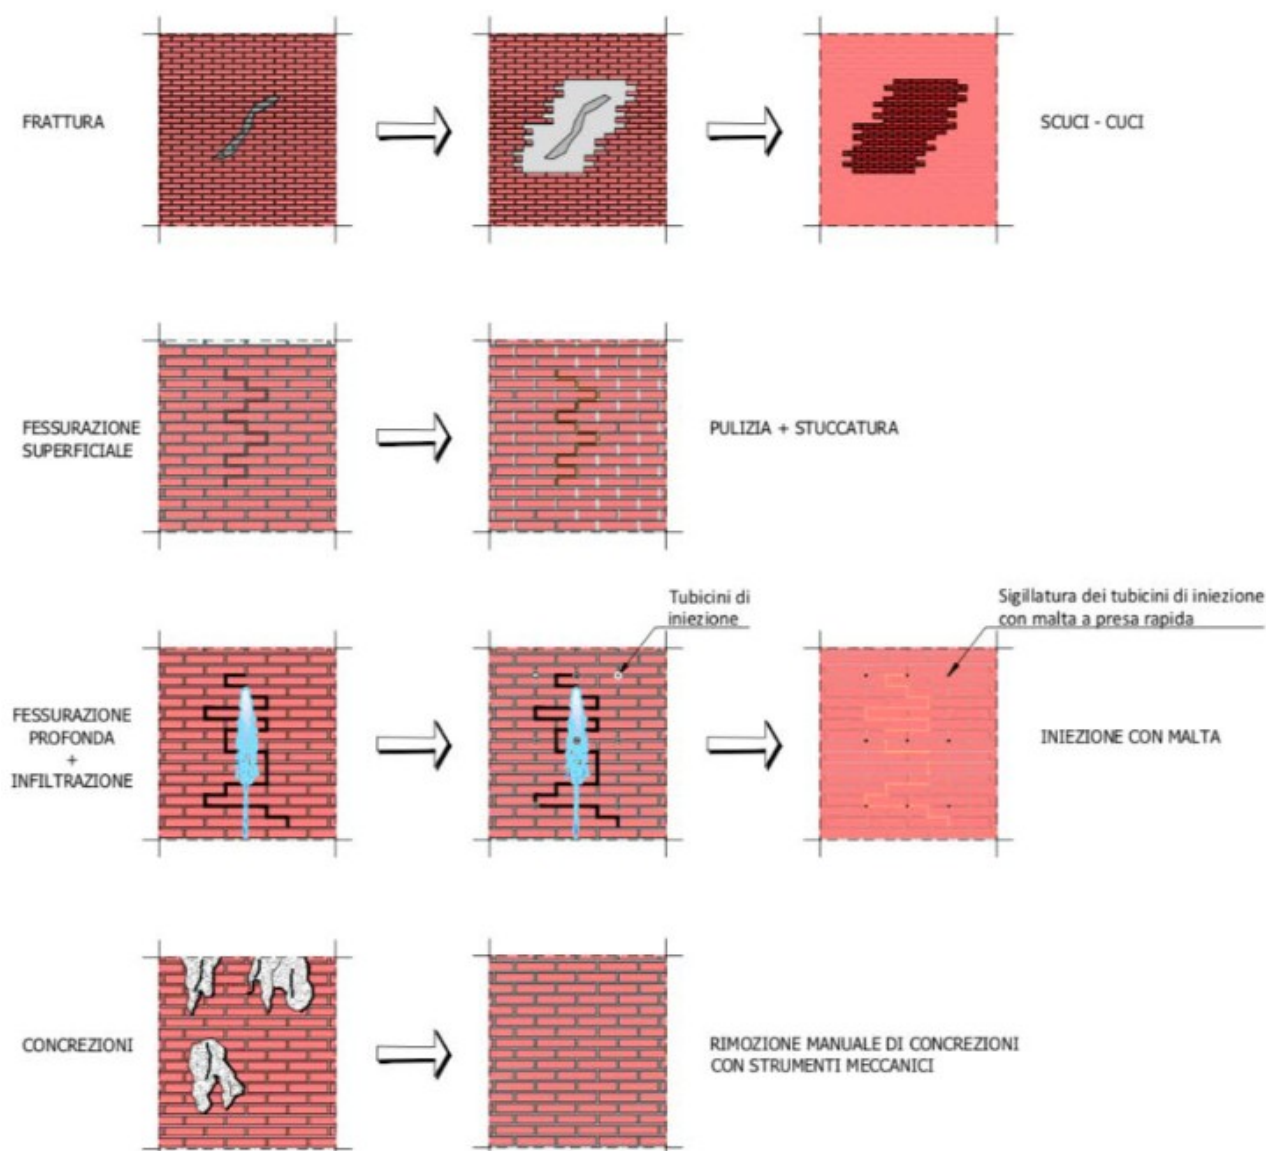 FRATTURA
SCUCI - CUCI
FESSURAZIONE
SUPERFICIALE
PULIZIA + STUCCATURA
Tubicini di
iniezione
Sigillatura dei tubicini di iniezione
con malta a presa rapida
FESSURAZIONE
PROFONDA
+
INFILTRAZIONE
INIEZIONE CON MALTA
CONCREZIONI
RIMOZIONE MANUALE DI CONCREZIONI
CON STRUMENTI MECCANICI